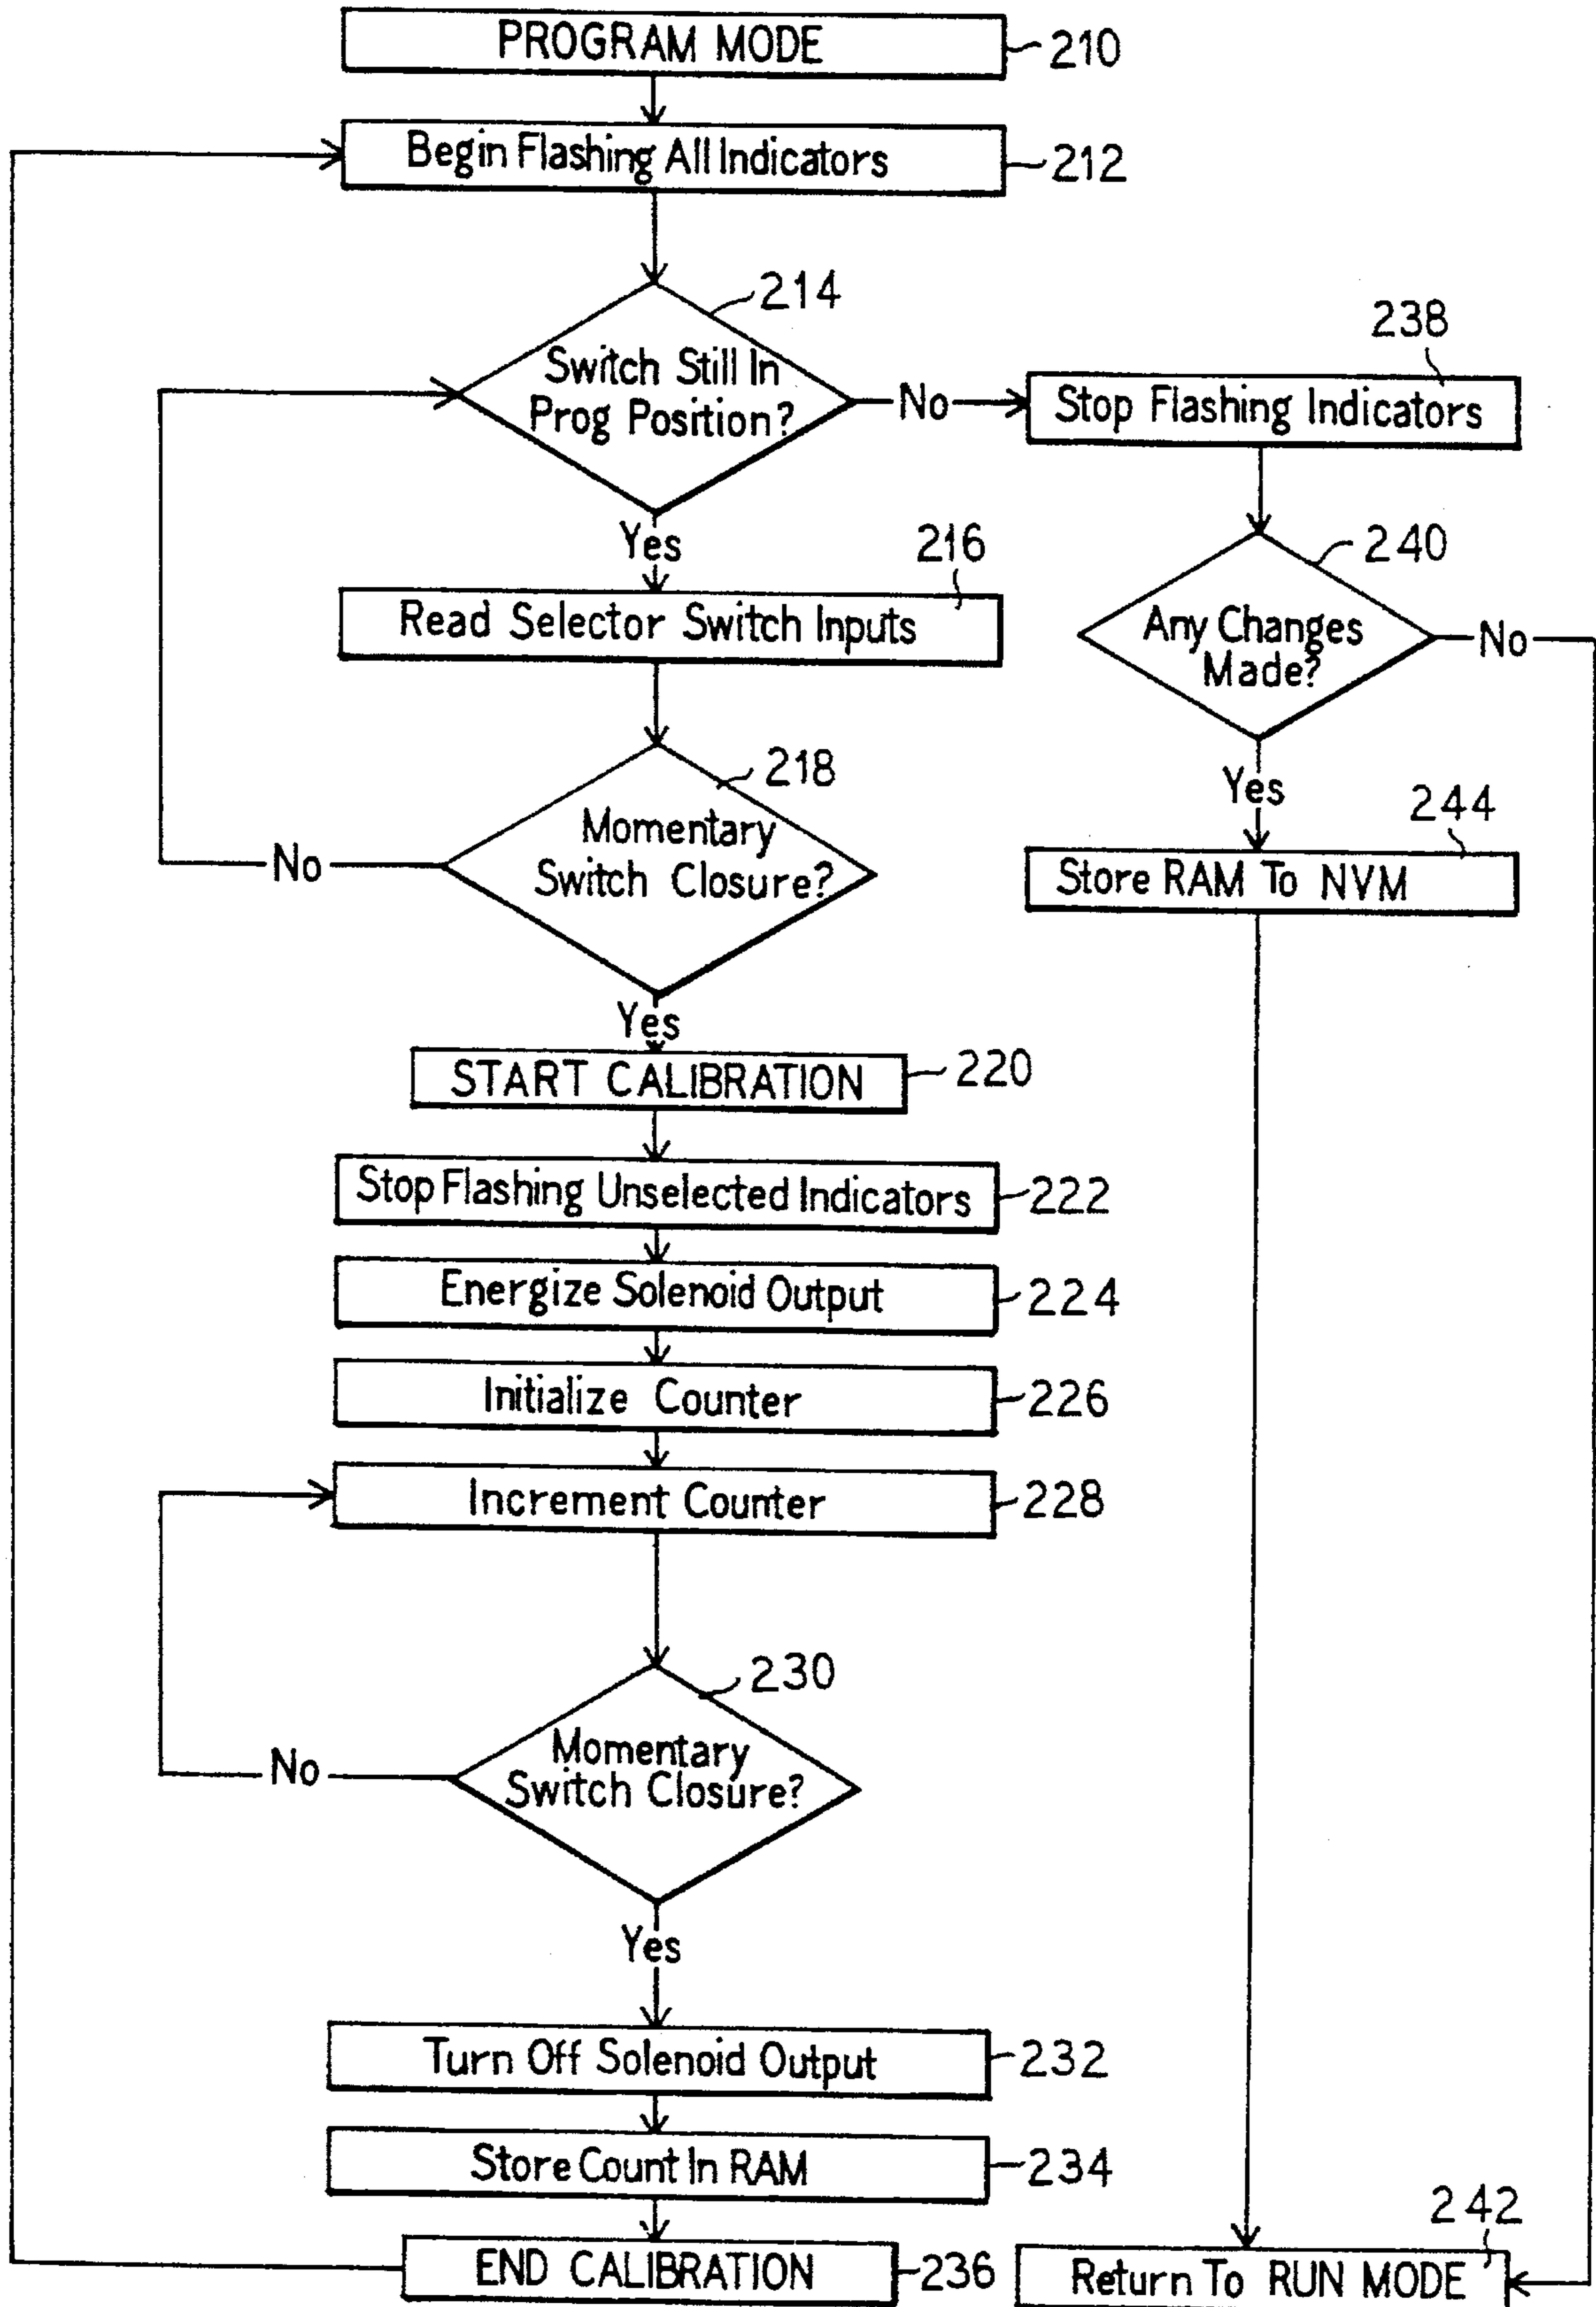 PROGRAM MODE
210
Begin Flashing All Indicators
212
214
Switch Still In
Prog Position?
No
238
Stop Flashing Indicators
Yes
216
Read Selector Switch Inputs
240
Any Changes
Made?
No
218
Momentary
Switch Closure?
No
Yes
244
Store RAM To NVM
Yes
START CALIBRATION
220
Stop Flashing Unselected Indicators
222
Energize Solenoid Output
224
Initialize Counter
226
Increment Counter
228
230
Momentary
Switch Closure?
No
Yes
Turn Off Solenoid Output
232
Store Count In RAM
234
END CALIBRATION
236
242
Return To RUN MODE